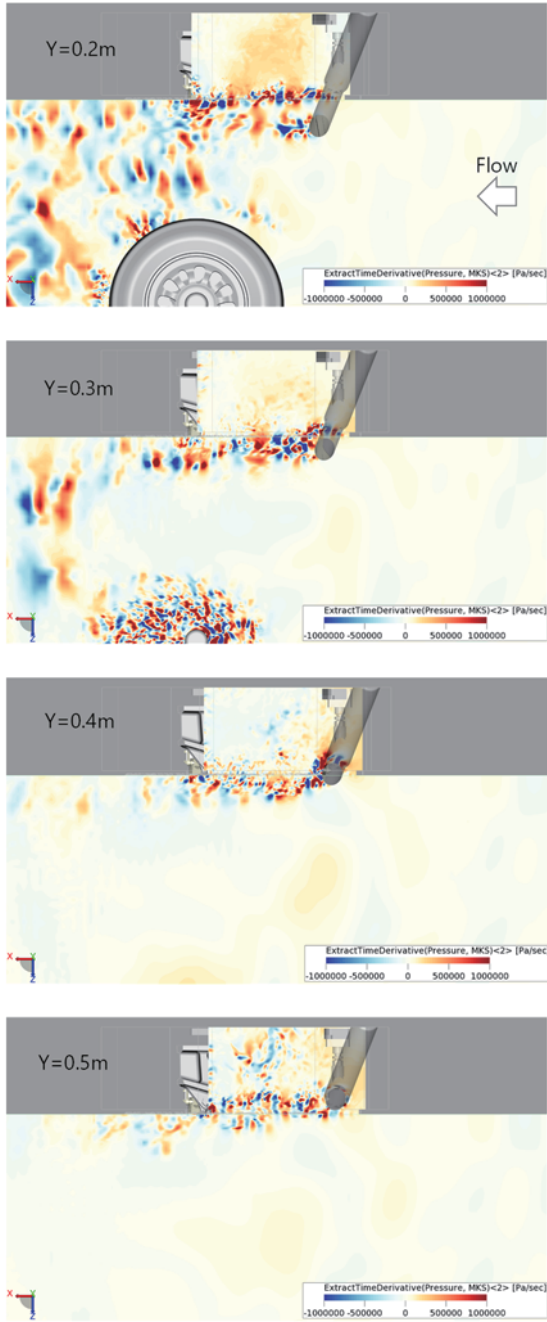 Y=0.2m
Flow
X Y
Z
ExtractTimeDerivative(Pressure, MKS)<2> [Pa/sec]
-1000000 -500000 0 500000 1000000
Y=0.3m
X Y
Z
ExtractTimeDerivative(Pressure, MKS)<2> [Pa/sec]
-1000000 -500000 0 500000 1000000
Y=0.4m
X Y
Z
ExtractTimeDerivative(Pressure, MKS)<2> [Pa/sec]
-1000000 -500000 0 500000 1000000
Y=0.5m
X Y
Z
ExtractTimeDerivative(Pressure, MKS)<2> [Pa/sec]
-1000000 -500000 0 500000 1000000